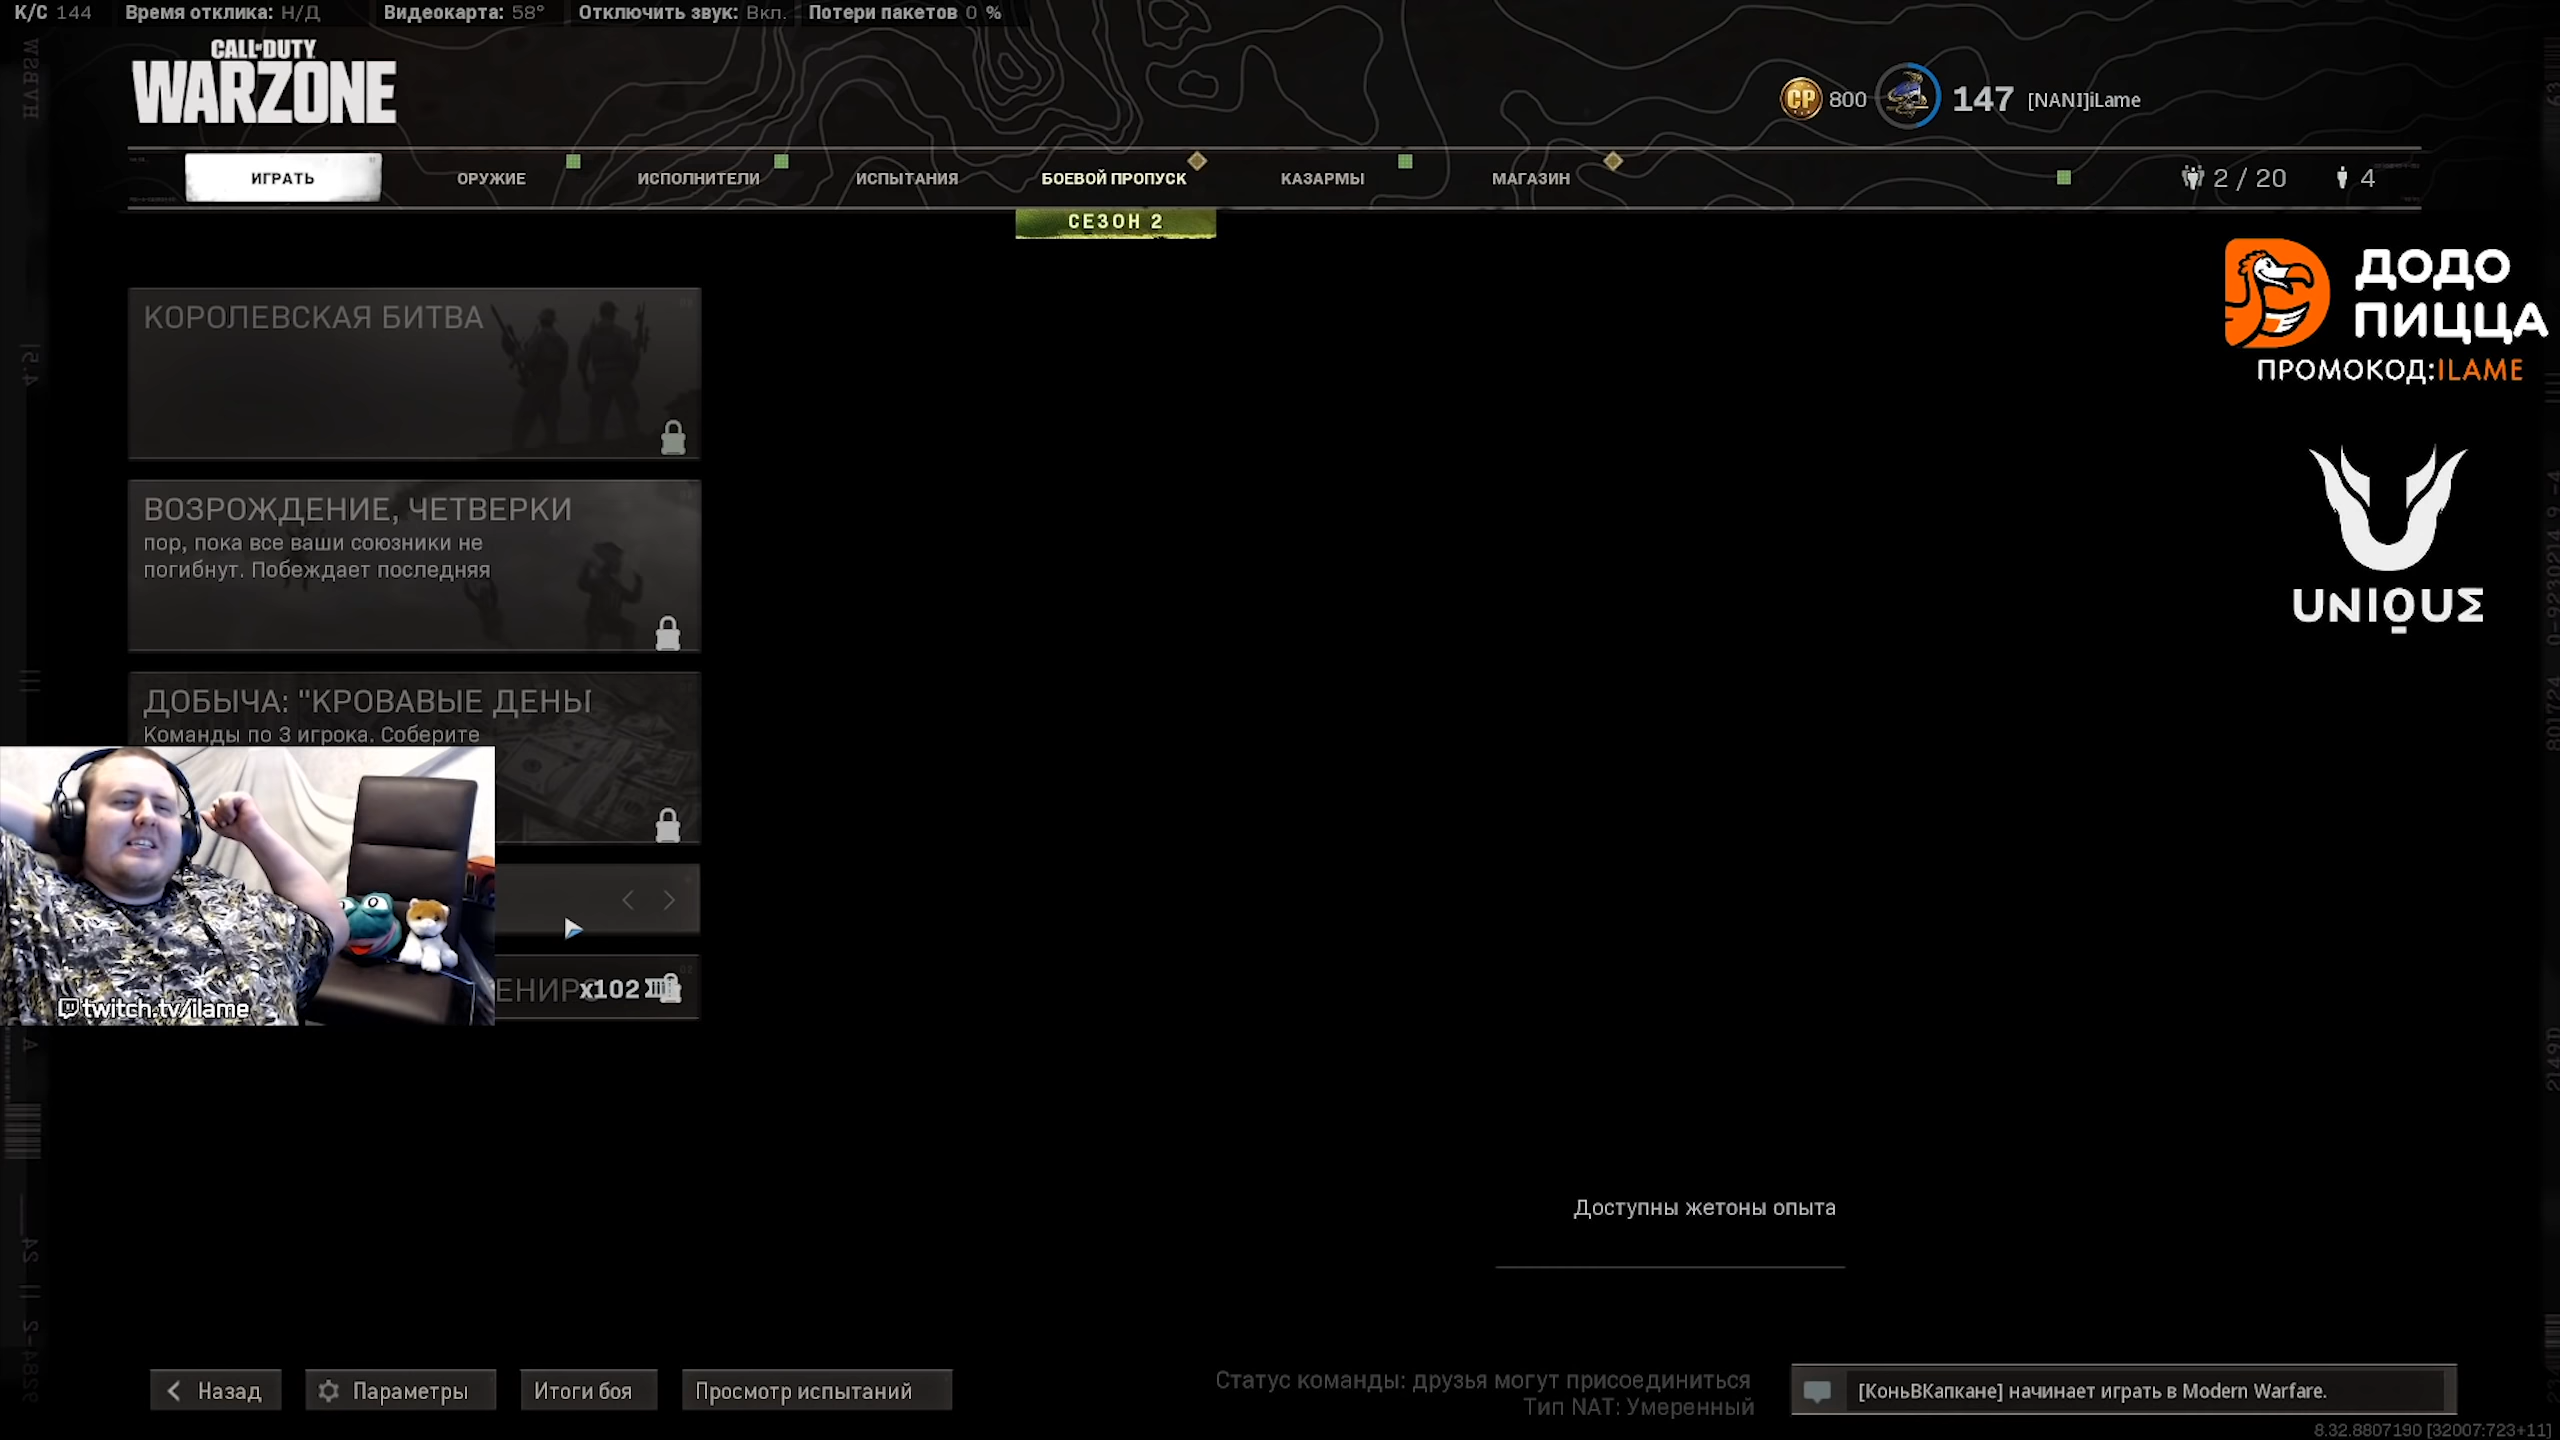 К/С 144 Время отклика: Н/Д Видеокарта: 58° Отключить звук: Вкл. Потери пакетов 0 %
CALL OF DUTY
WARZONE
CP 800 147 [NANI]iLame
ИГРАТЬ ОРУЖИЕ ИСПОЛНИТЕЛИ ИСПЫТАНИЯ БОЕВОЙ ПРОПУСК КАЗАРМЫ МАГАЗИН 2 / 20 4
СЕЗОН 2
ДОДО
ПИЦЦА
ПРОМОКОД:ILAME
UNIQUE
КОРОЛЕВСКАЯ БИТВА
ВОЗРОЖДЕНИЕ, ЧЕТВЕРКИ
пор, пока все ваши союзники не
погибнут. Побеждает последняя
ДОБЫЧА: "КРОВАВЫЕ ДЕНЬ
Команды по 3 игрока. Соберите
x102
twitch.tv/ilame
Доступны жетоны опыта
Назад Параметры Итоги боя Просмотр испытаний
Статус команды: друзья могут присоединиться
Тип NAT: Умеренный
[КоньВКапкане] начинает играть в Modern Warfare.
8.32.8807190 [32007:723+11]